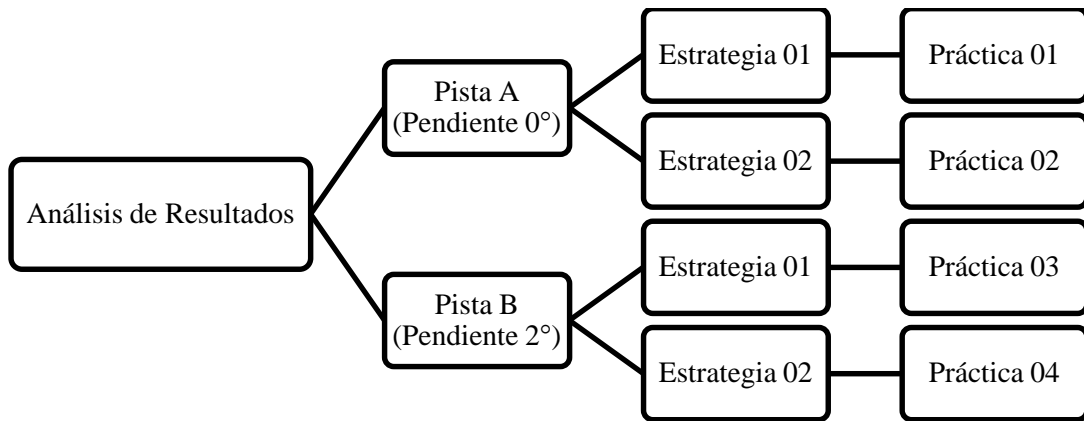 Análisis de Resultados
Pista A
(Pendiente 0°)
Estrategia 01
Práctica 01
Estrategia 02
Práctica 02
Pista B
(Pendiente 2°)
Estrategia 01
Práctica 03
Estrategia 02
Práctica 04